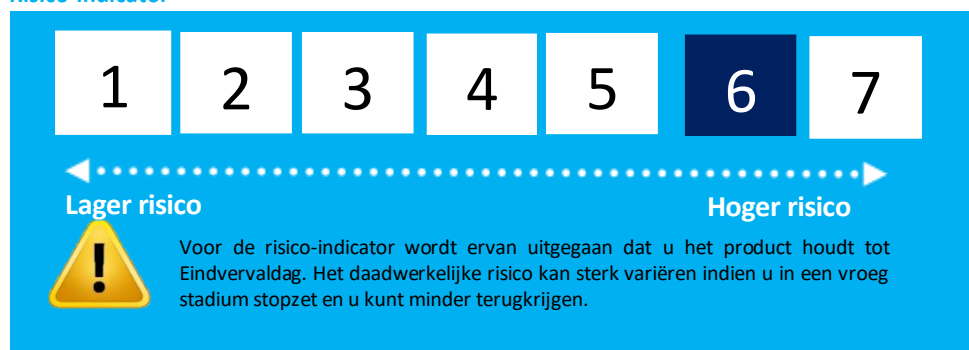 Risico-indicator
1 2 3 4 5 6 7
Lager risico Hoger risico
Voor de risico-indicator wordt ervan uitgegaan dat u het product houdt tot
Eindvervaldag. Het daadwerkelijke risico kan sterk variëren indien u in een vroeg
stadium stopzet en u kunt minder terugkrijgen.